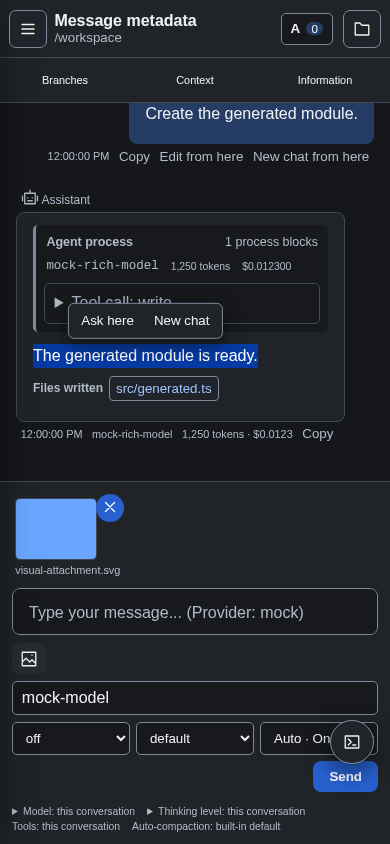 Message metadata
/workspace
A 0
Branches Context Information
Create the generated module.
12:00:00 PM Copy Edit from here New chat from here
Assistant
Agent process 1 process blocks
mock-rich-model 1,250 tokens $0.012300
Tool call: write
Ask here New chat
The generated module is ready.
Files written src/generated.ts
12:00:00 PM mock-rich-model 1,250 tokens · $0.0123 Copy
visual-attachment.svg
Type your message... (Provider: mock)
mock-model
off default Auto · On
Send
Model: this conversation Thinking level: this conversation
Tools: this conversation Auto-compaction: built-in default